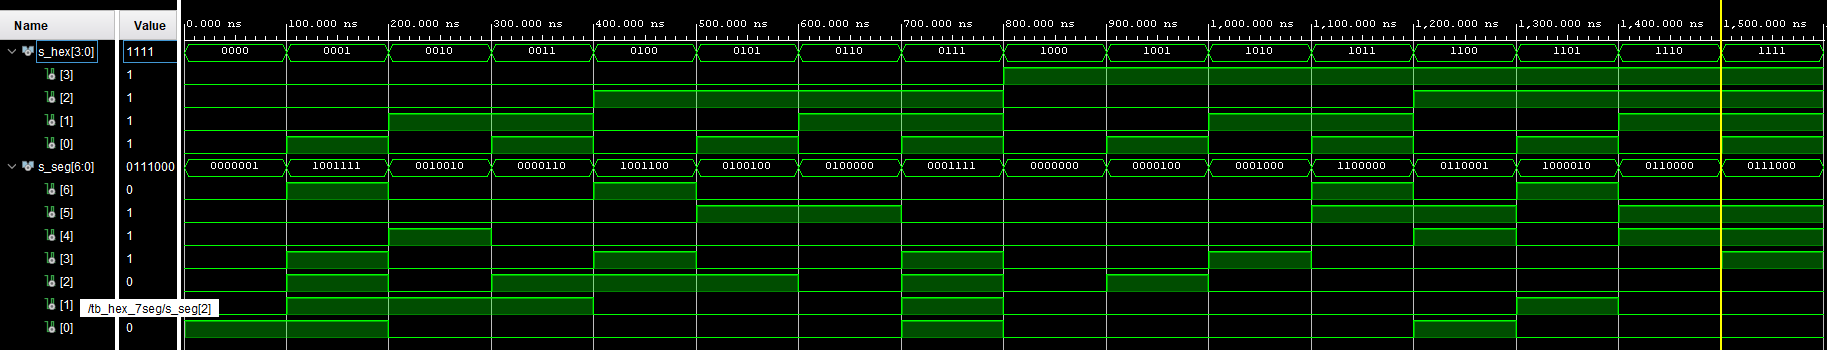 Name Value 0.000 ns 100.000 ns 200.000 ns 300.000 ns 400.000 ns 500.000 ns 600.000 ns 700.000 ns 800.000 ns 900.000 ns 1,000.000 ns 1,100.000 ns 1,200.000 ns 1,300.000 ns 1,400.000 ns 1,500.000 ns
s_hex[3:0] 1111 0000 0001 0010 0011 0100 0101 0110 0111 1000 1001 1010 1011 1100 1101 1110 1111
[3] 1
[2] 1
[1] 1
[0] 1
s_seg[6:0] 0111000 0000001 1001111 0010010 0000110 1001100 0100100 0100000 0001111 0000000 0000100 0001000 1100000 0110001 1000010 0110000 0111000
[6] 0
[5] 1
[4] 1
[3] 1
[2] 0
[1] /tb_hex_7seg/s_seg[2]
[0] 0